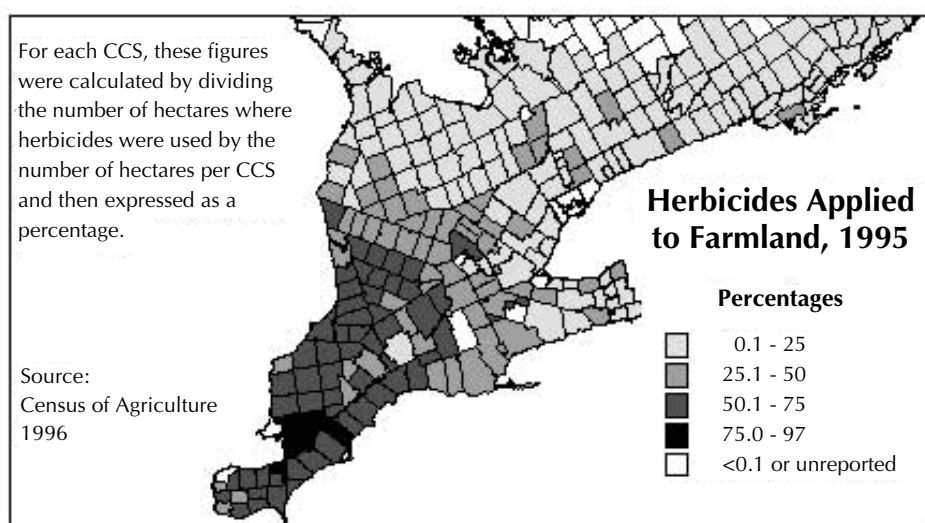 For each CCS, these figures
were calculated by dividing
the number of hectares where
herbicides were used by the
number of hectares per CCS
and then expressed as a
percentage.
Source:
Census of Agriculture
1996
Herbicides Applied
to Farmland, 1995
Percentages
0.1 - 25
25.1 - 50
50.1 - 75
75.0 - 97
<0.1 or unreported